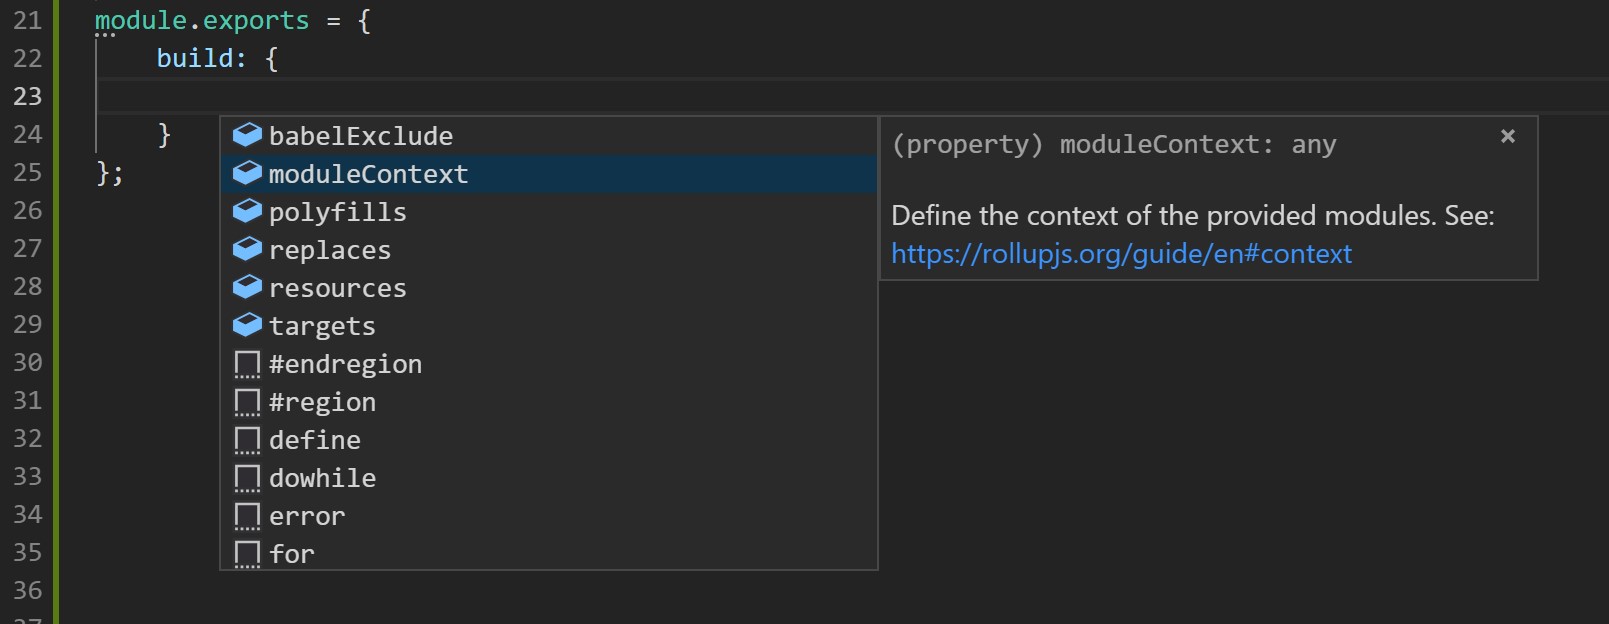 21 module.exports = {
22 build: {
23
24 }
25 };
26
27
28
29
30
31
32
33
34
35
36
37
babelExclude
moduleContext
polyfills
replaces
resources
targets
#endregion
#region
define
dowhile
error
for
(property) moduleContext: any ×
Define the context of the provided modules. See:
https://rollupjs.org/guide/en#context